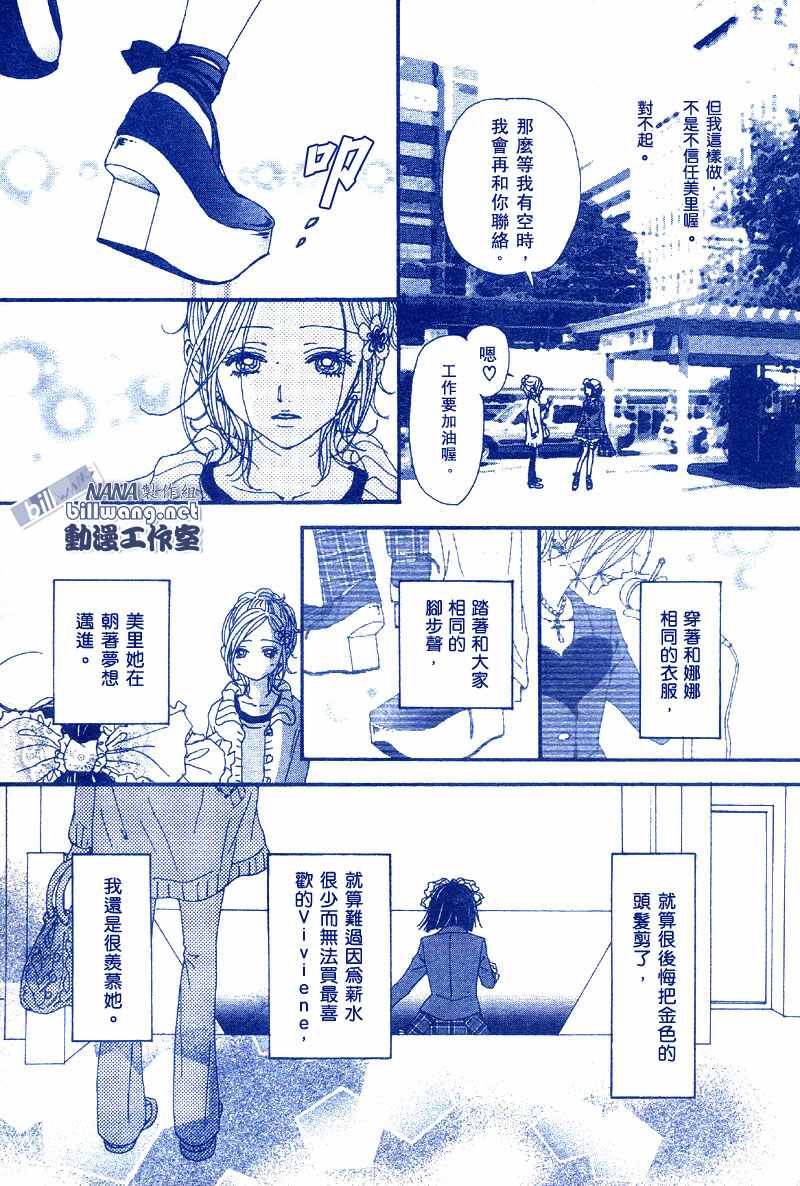 但我這樣做，
不是不信任美里喔。
對不起。
那麼等我有空時，
我會再和你聯絡。
嗯♡
工作要加油喔。
叩
穿著和娜娜
相同的衣服，
踏著和大家
相同的
腳步聲，
美里她在
朝著夢想
邁進。
就算很後悔把金色的
頭髮剪了，
就算難過因為薪水
很少而無法買最喜
歡的Viviene，
我還是很羨慕她。
bill wang
NANA製作組
billwang.net
動漫工作室